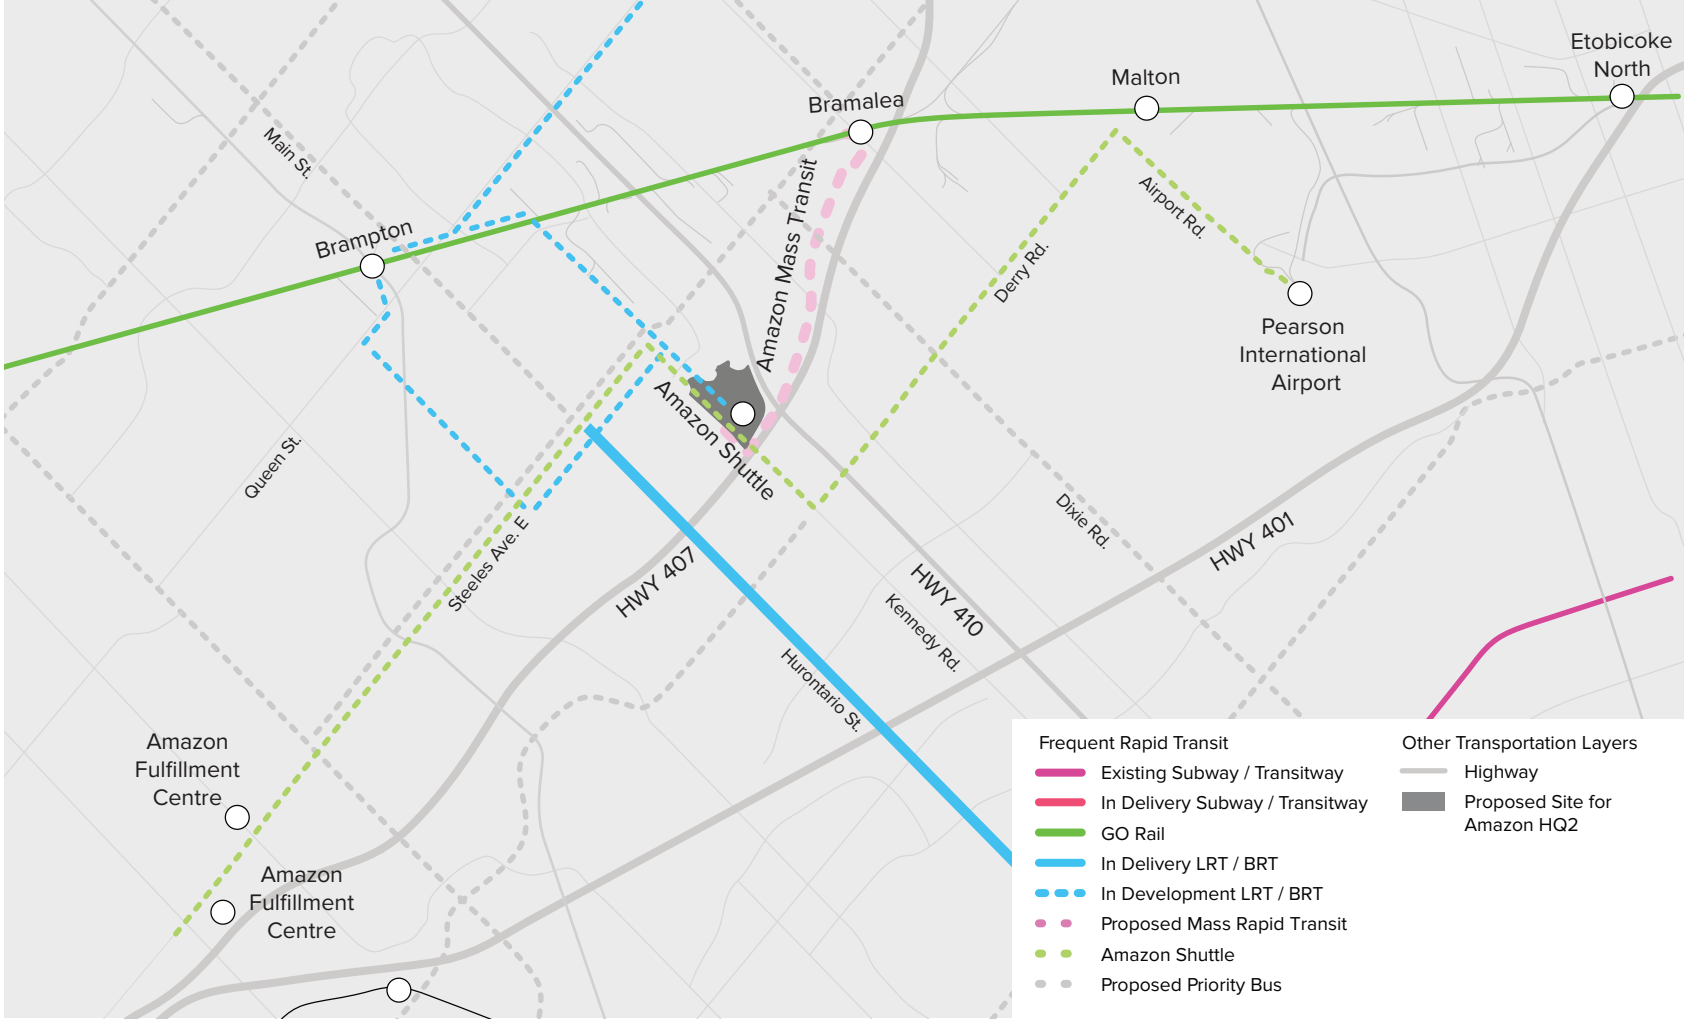 Etobicoke
North
Malton
Bramalea
Main St.
Amazon Mass Transit
Airport Rd.
Brampton
Derry Rd.
Pearson
International
Airport
Amazon Shuttle
Queen St.
Dixie Rd.
HWY 401
Steeles Ave. E
HWY 407
HWY 410
Kennedy Rd.
Hurontario St.
Amazon
Fulfillment
Centre
Amazon
Fulfillment
Centre
Frequent Rapid Transit
Existing Subway / Transitway
In Delivery Subway / Transitway
GO Rail
In Delivery LRT / BRT
In Development LRT / BRT
Proposed Mass Rapid Transit
Amazon Shuttle
Proposed Priority Bus
Other Transportation Layers
Highway
Proposed Site for
Amazon HQ2